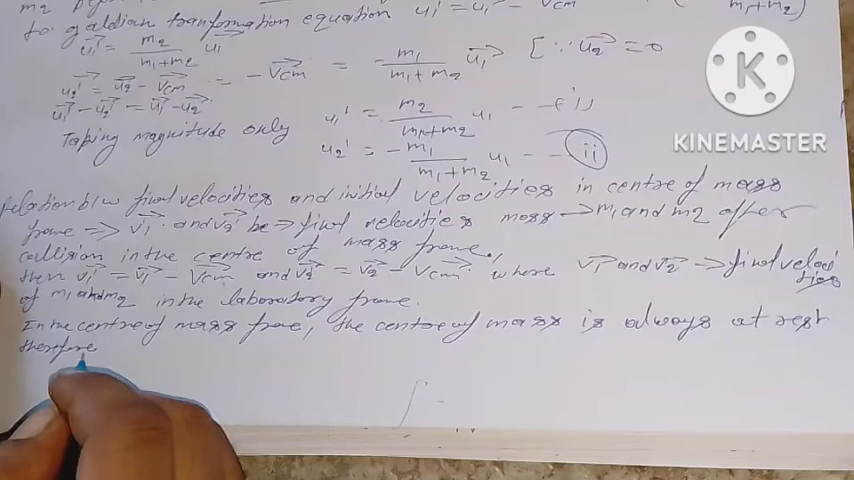 m2
to galilian transformation equation u1' = u1 - Vcm
m1+m2)
u1' = m2/m1+m2 u1
u2' = u2 - Vcm = -Vcm = -m1/m1+m2 u1 [∵ u2 = 0
u1' - u2' = u1 - u2
Taking magnitude only u1' = m2/m1+m2 u1 -- (i)
u2' = -m1/m1+m2 u1 -- (ii)
Relation b/w final velocities and initial velocities in centre of mass
frame => v1' and v2' be => final velocities mass → m1 and m2 after
collision in the centre of mass frame.,
then v1' = v1 - Vcm and v2' = v2 - Vcm where v1 and v2 → final velocities
of m1 and m2 in the laboratory frame.
In the centre of mass frame, the centre of mass is always at rest
therefore
K
KINEMASTER